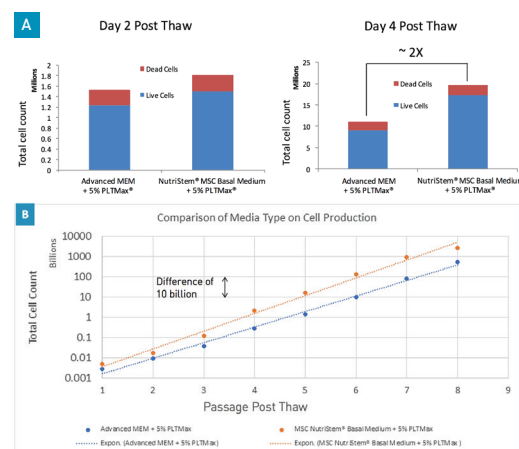 A
Day 2 Post Thaw
Millions
Total cell count
2
1.8
1.6
1.4
1.2
1
0.8
0.6
0.4
0.2
0
Dead Cells
Live Cells
Advanced MEM
+ 5% PLTMax®
NutriStem® MSC Basal Medium
+ 5% PLTMax®
Day 4 Post Thaw
~ 2X
Millions
Total cell count
25
20
15
10
5
0
Dead Cells
Live Cells
Advanced MEM
+ 5% PLTMax®
NutriStem® MSC Basal Medium
+ 5% PLTMax®
B
Comparison of Media Type on Cell Production
Total Cell Count
Billions
10000
1000
100
10
1
0.1
0.01
0.001
Difference of
10 billion
1 2 3 4 5 6 7 8 9
Passage Post Thaw
Advanced MEM + 5% PLTMax
MSC NutriStem® Basal Medium + 5% PLTMax
Expon. (Advanced MEM + 5% PLTMax)
Expon. (MSC NutriStem® Basal Medium + 5% PLTMax )